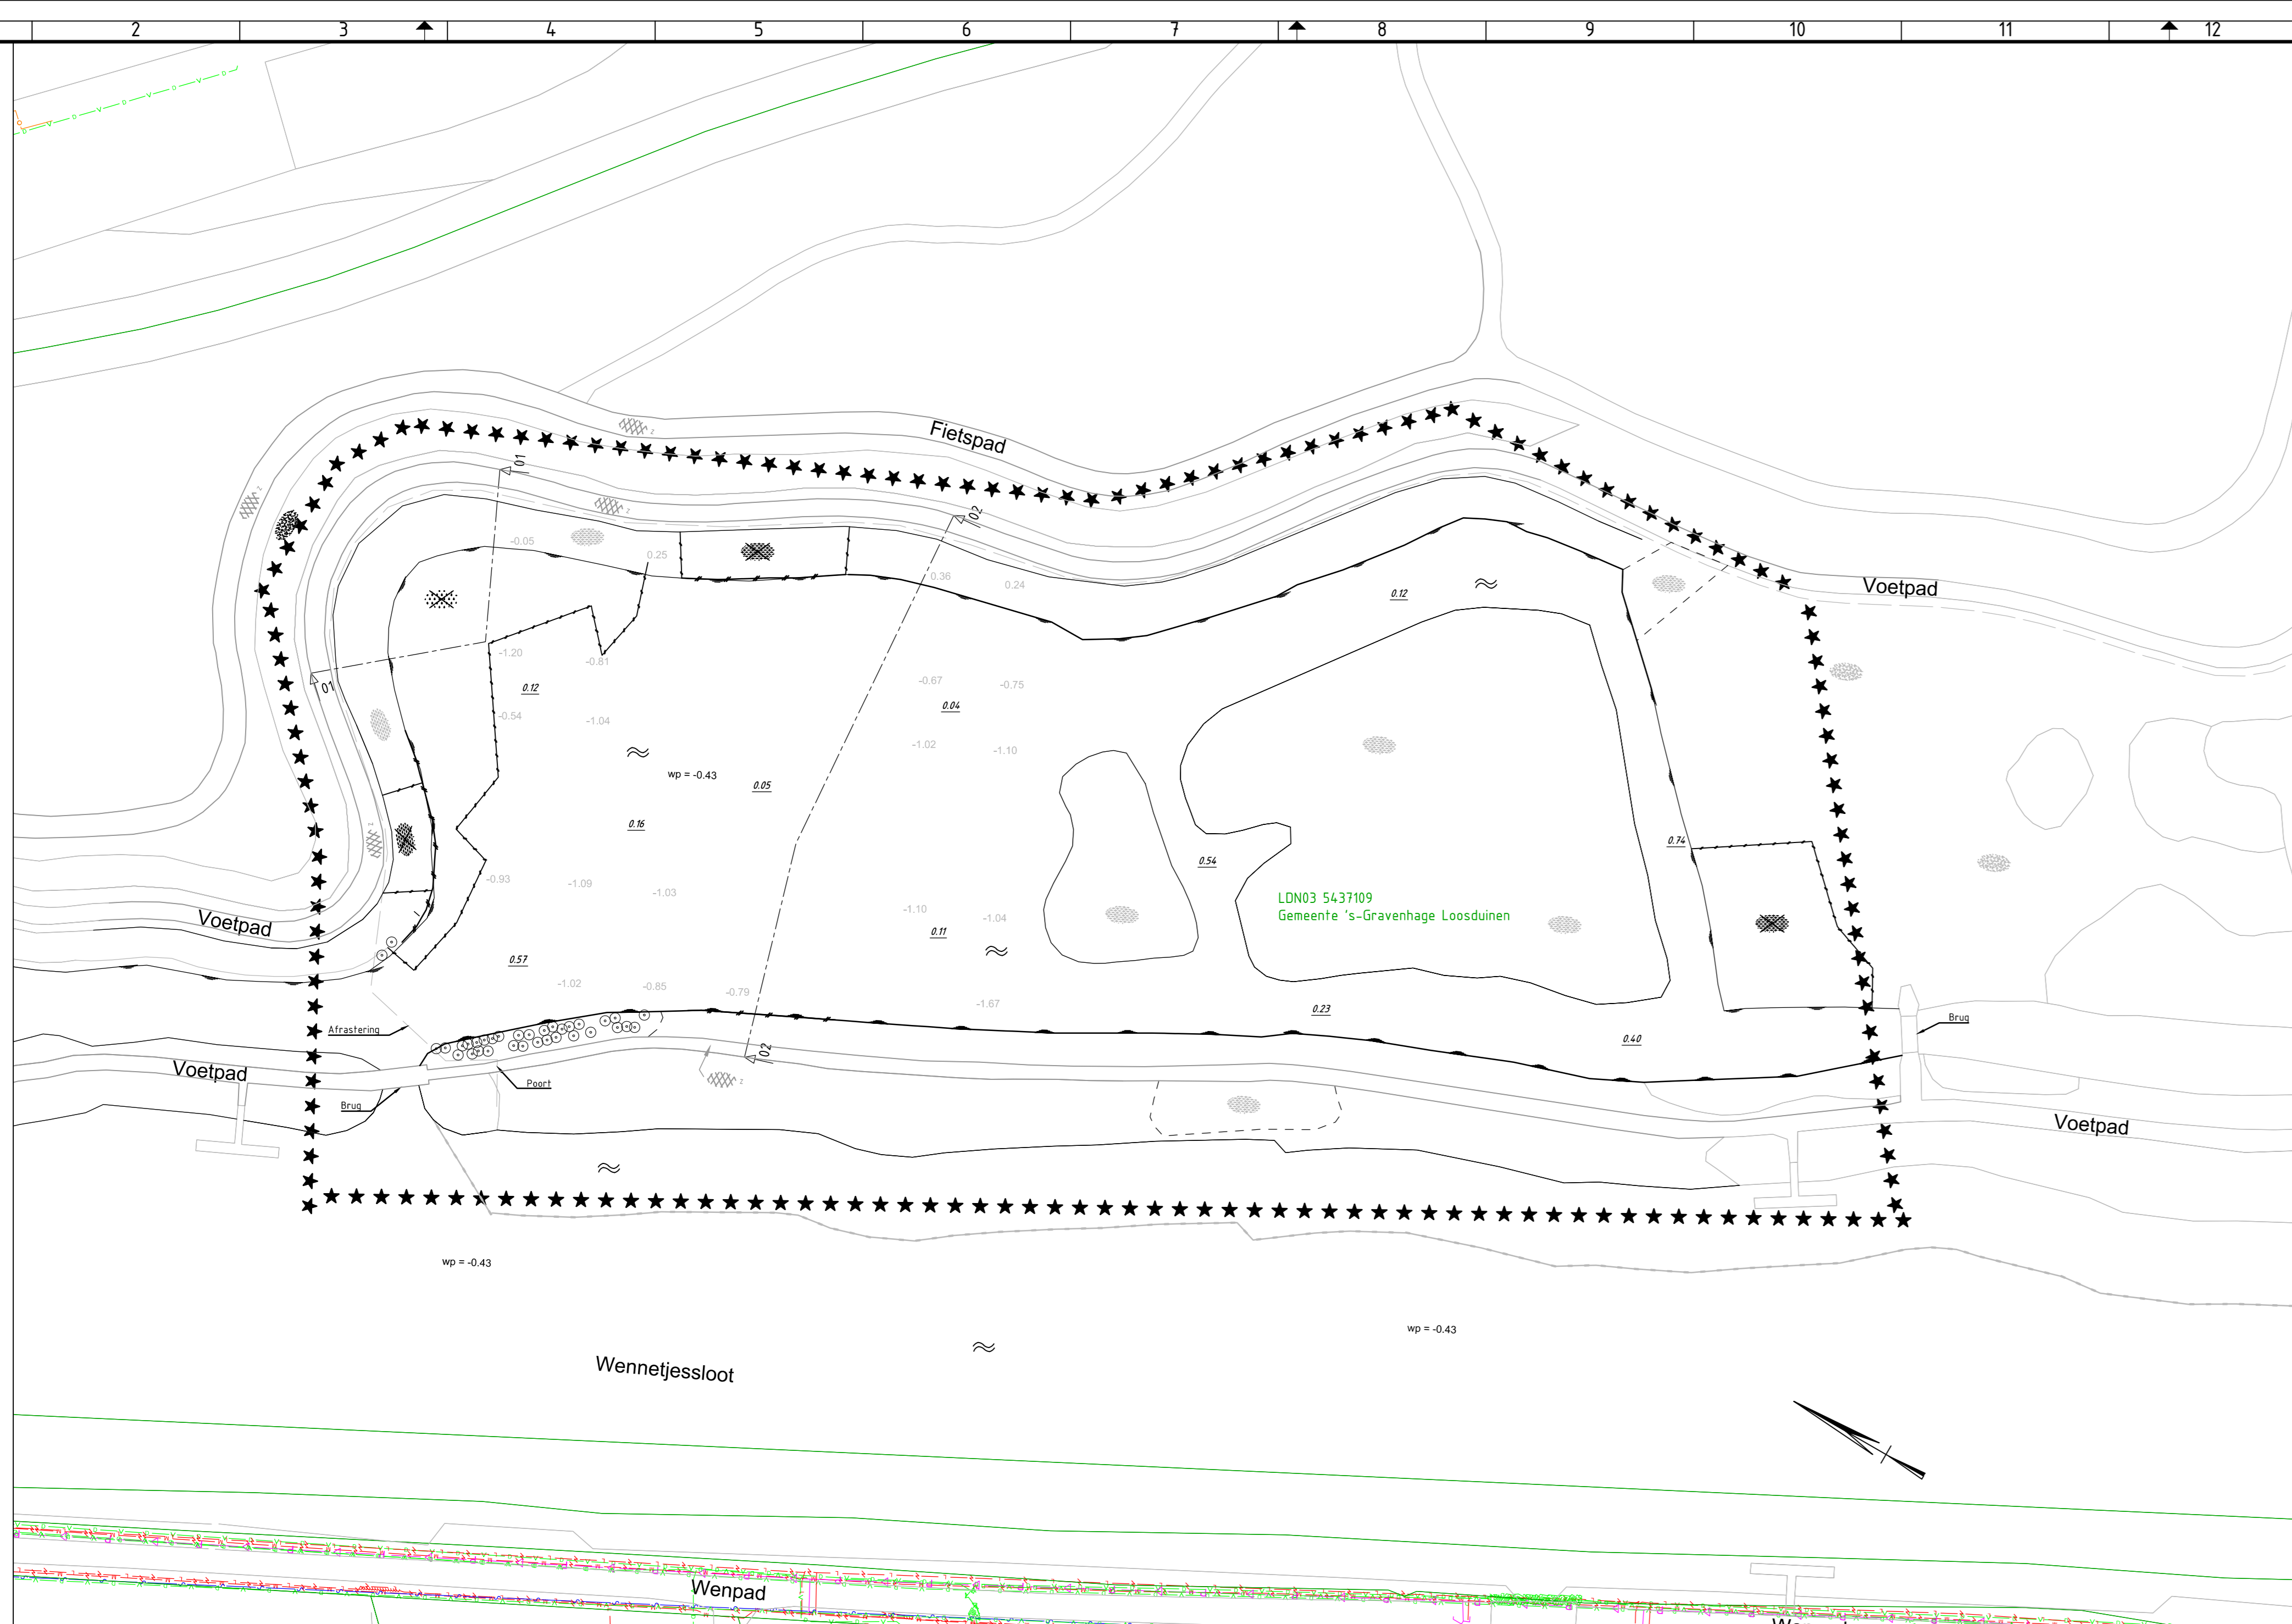 2 3 4 5 6 7 8 9 10 11 12
Fietspad
01
02
-0.05
0.25
0.36
0.24
0.12
Voetpad
-1.20
-0.81
01
0.12
-0.54
-1.04
-0.67
-0.75
0.04
-1.02
-1.10
wp = -0.43
0.05
0.16
0.74
0.54
-0.93
-1.09
-1.03
LDN03 5437109
Gemeente 's-Gravenhage Loosduinen
Voetpad
-1.10
-1.04
0.11
0.57
-1.02
-0.85
-0.79
-1.67
0.23
Afrastering
Brug
0.40
02
Voetpad
Poort
Brug
Voetpad
wp = -0.43
wp = -0.43
Wennetjessloot
Wenpad